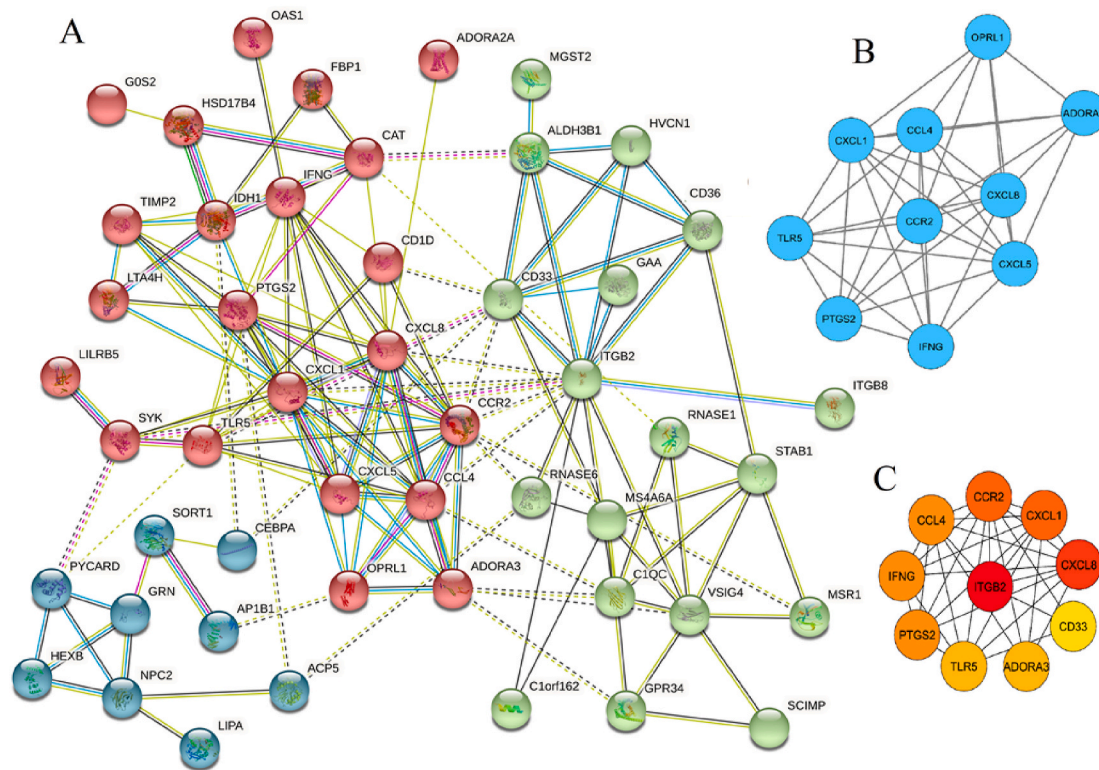 A
OAS1
ADORA2A
G0S2
FBP1
MGST2
HSD17B4
CAT
ALDH3B1
HVCN1
TIMP2
IDH1
IFNG
CD36
LTA4H
PTGS2
CD1D
CD33
GAA
CXCL8
ITGB2
LILRB5
CXCL1
CCR2
ITGB8
SYK
TLR5
RNASE1
STAB1
CXCL5
CCL4
RNASE6
MS4A6A
SORT1
CEBPA
PYCARD
GRN
OPRL1
ADORA3
C1QC
VSIG4
MSR1
AP1B1
HEXB
NPC2
ACP5
C1orf162
GPR34
SCIMP
LIPA
B
OPRL1
ADORA
CXCL1
CCL4
CXCL8
CCR2
TLR5
CXCL5
PTGS2
IFNG
C
CCR2
CCL4
CXCL1
IFNG
CXCL8
ITGB2
PTGS2
CD33
TLR5
ADORA3